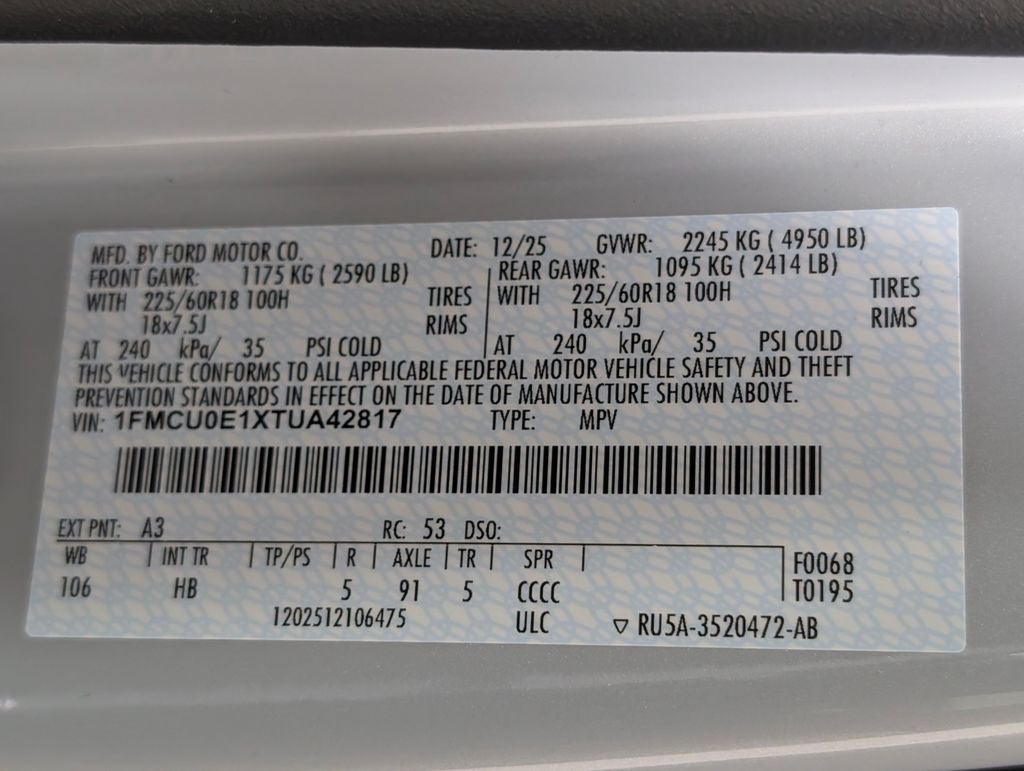 MFD. BY FORD MOTOR CO. DATE: 12/25 GVWR: 2245 KG ( 4950 LB)
FRONT GAWR: 1175 KG ( 2590 LB) REAR GAWR: 1095 KG ( 2414 LB)
WITH 225/60R18 100H TIRES WITH 225/60R18 100H TIRES
18x7.5J RIMS 18x7.5J RIMS
AT 240 kPa/ 35 PSI COLD AT 240 kPa/ 35 PSI COLD
THIS VEHICLE CONFORMS TO ALL APPLICABLE FEDERAL MOTOR VEHICLE SAFETY AND THEFT
PREVENTION STANDARDS IN EFFECT ON THE DATE OF MANUFACTURE SHOWN ABOVE.
VIN: 1FMCU0E1XTUA42817 TYPE: MPV
EXT PNT: A3 RC: 53 DSO:
WB INT TR TP/PS R AXLE TR SPR F0068
106 HB 5 91 5 CCCC T0195
1202512106475 ULC ▽ RU5A-3520472-AB